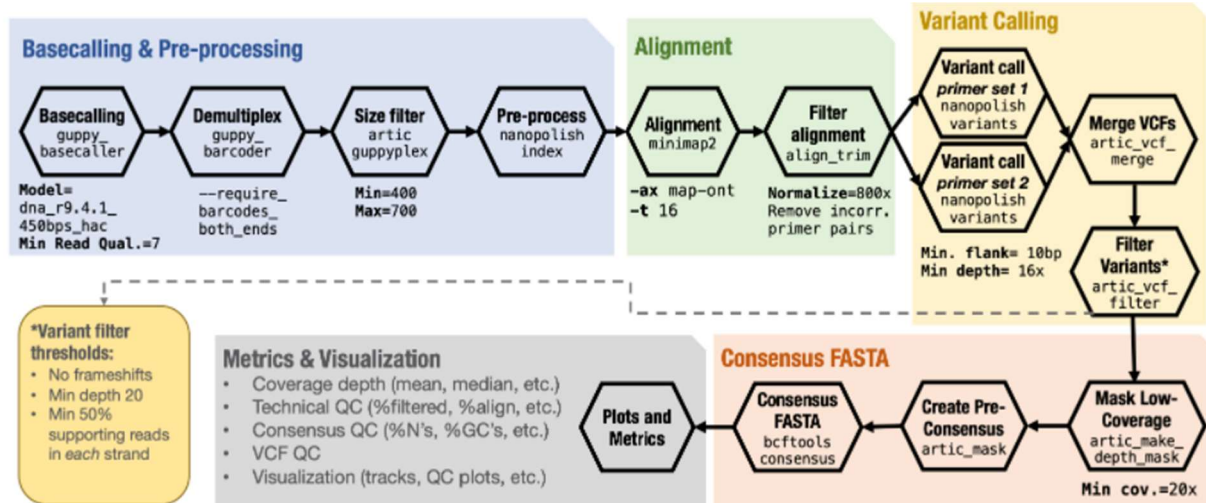 Basecalling & Pre-processing
Basecalling
guppy_
basecaller
Model=
dna_r9.4.1_
450bps_hac
Min Read Qual.=7
Demultiplex
guppy_
barcoder
--require_
barcodes_
both_ends
Size filter
artic
guppyplex
Min=400
Max=700
Pre-process
nanopolish
index
Alignment
Alignment
minimap2
-ax map-ont
-t 16
Filter
alignment
align_trim
Normalize=800x
Remove incorr.
primer pairs
Variant Calling
Variant call
primer set 1
nanopolish
variants
Variant call
primer set 2
nanopolish
variants
Min. flank= 10bp
Min depth= 16x
Merge VCFs
artic_vcf_
merge
Filter
Variants*
artic_vcf_
filter
*Variant filter
thresholds:
• No frameshifts
• Min depth 20
• Min 50%
supporting reads
in each strand
Metrics & Visualization
• Coverage depth (mean, median, etc.)
• Technical QC (%filtered, %align, etc.)
• Consensus QC (%N's, %GC's, etc.)
• VCF QC
• Visualization (tracks, QC plots, etc.)
Plots and
Metrics
Consensus FASTA
Consensus
FASTA
bcftools
consensus
Create Pre-
Consensus
artic_mask
Mask Low-
Coverage
artic_make_
depth_mask
Min cov.=20x